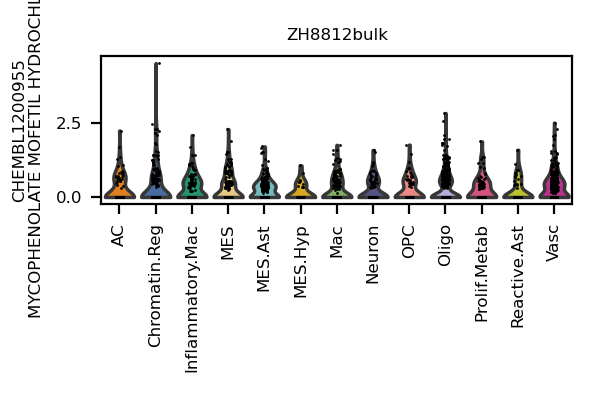 ZH8812bulk
CHEMBL1200955
MYCOPHENOLATE MOFETIL
2.5
0.0
AC
Chromatin.Reg
Inflammatory.Mac
MES
MES.Ast
MES.Hyp
Mac
Neuron
OPC
Oligo
Prolif.Metab
Reactive.Ast
Vasc